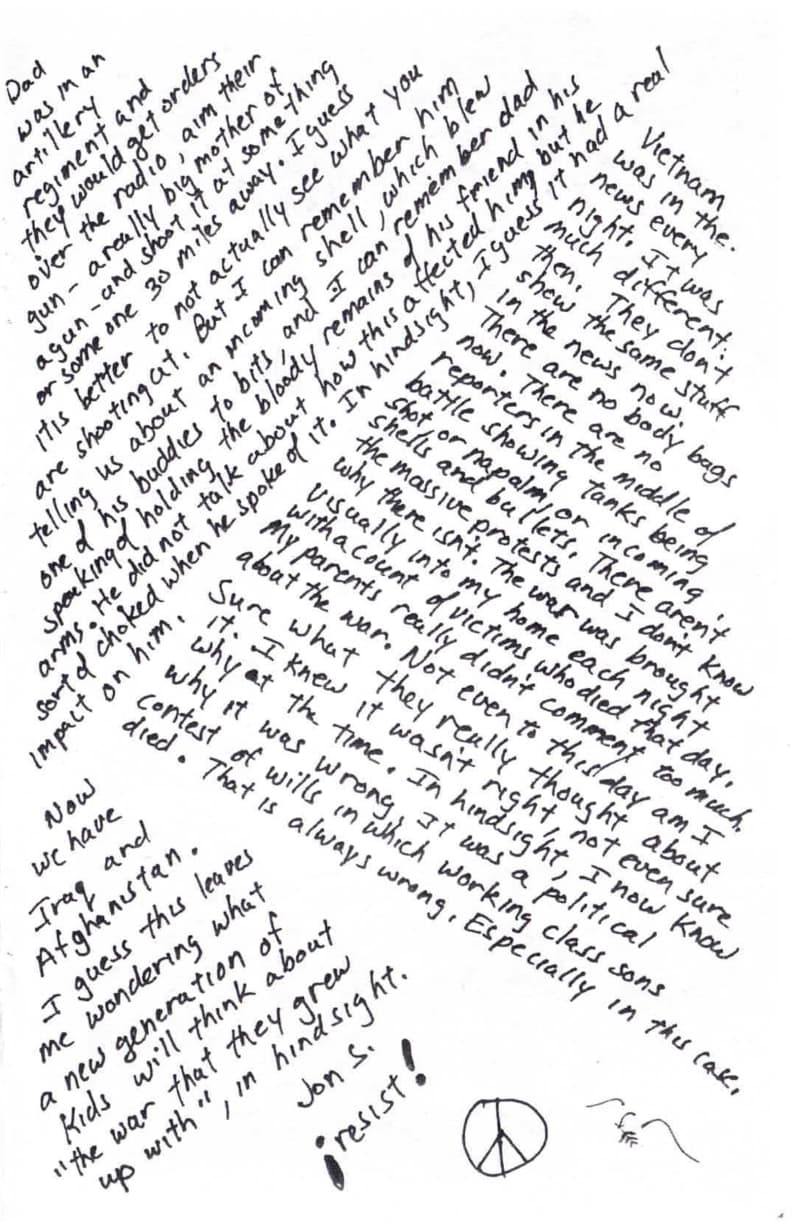 Dad
was in an
artillery
regiment and
they would get orders
over the radio, aim their
gun - a really big mother of
a gun - and shoot it at something
or some one 30 miles away. I guess
it is better to not actually see what you
are shooting at. But I can remember him
telling us about an incoming shell, which blew
one of his buddies to bits, and I can remember dad
speaking of holding the bloody remains of his friend in his
arms. He did not talk about how this affected him, but he
sort of choked when he spoke of it. In hindsight, I guess it had a real
impact on him.
Vietnam
was in the
news every
night. It was
much different
then. They don't
show the same stuff
in the news now.
There are no body bags
now. There are no
reporters in the middle of
battle showing tanks being
shot or napalm, or incoming
shells and bullets. There aren't
the massive protests and I don't know
why there isn't. The war was brought
visually into my home each night
with a count of victims who died that day.
My parents really didn't comment too much
about the war. Not even to this day am I
sure what they really thought about
it. I knew it wasn't right, not even sure
why at the time. In hindsight, I now know
why it was wrong, it was a political
contest of wills in which working class sons
died. That is always wrong. Especially in this case.
Now
we have
Iraq and
Afghanistan.
I guess this leaves
me wondering what
a new generation of
kids will think about
"the war that they grew
up with", in hindsight.
Jon S.
¡resist!